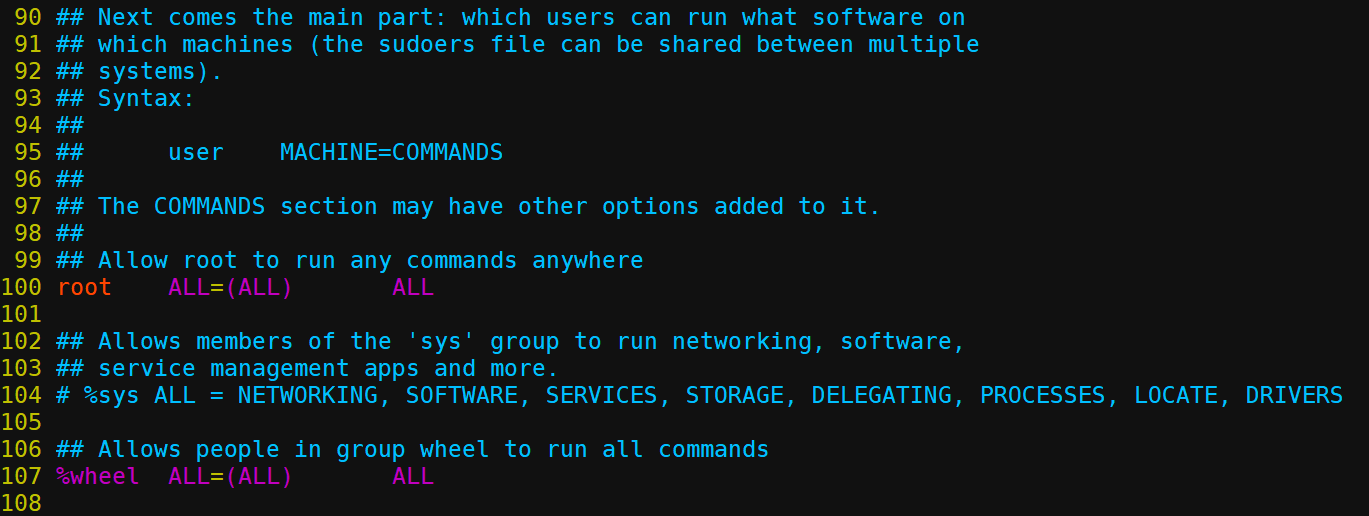 90 ## Next comes the main part: which users can run what software on
91 ## which machines (the sudoers file can be shared between multiple
92 ## systems).
93 ## Syntax:
94 ##
95 ##      user    MACHINE=COMMANDS
96 ##
97 ## The COMMANDS section may have other options added to it.
98 ##
99 ## Allow root to run any commands anywhere
100 root    ALL=(ALL)       ALL
101
102 ## Allows members of the 'sys' group to run networking, software,
103 ## service management apps and more.
104 # %sys ALL = NETWORKING, SOFTWARE, SERVICES, STORAGE, DELEGATING, PROCESSES, LOCATE, DRIVERS
105
106 ## Allows people in group wheel to run all commands
107 %wheel  ALL=(ALL)       ALL
108